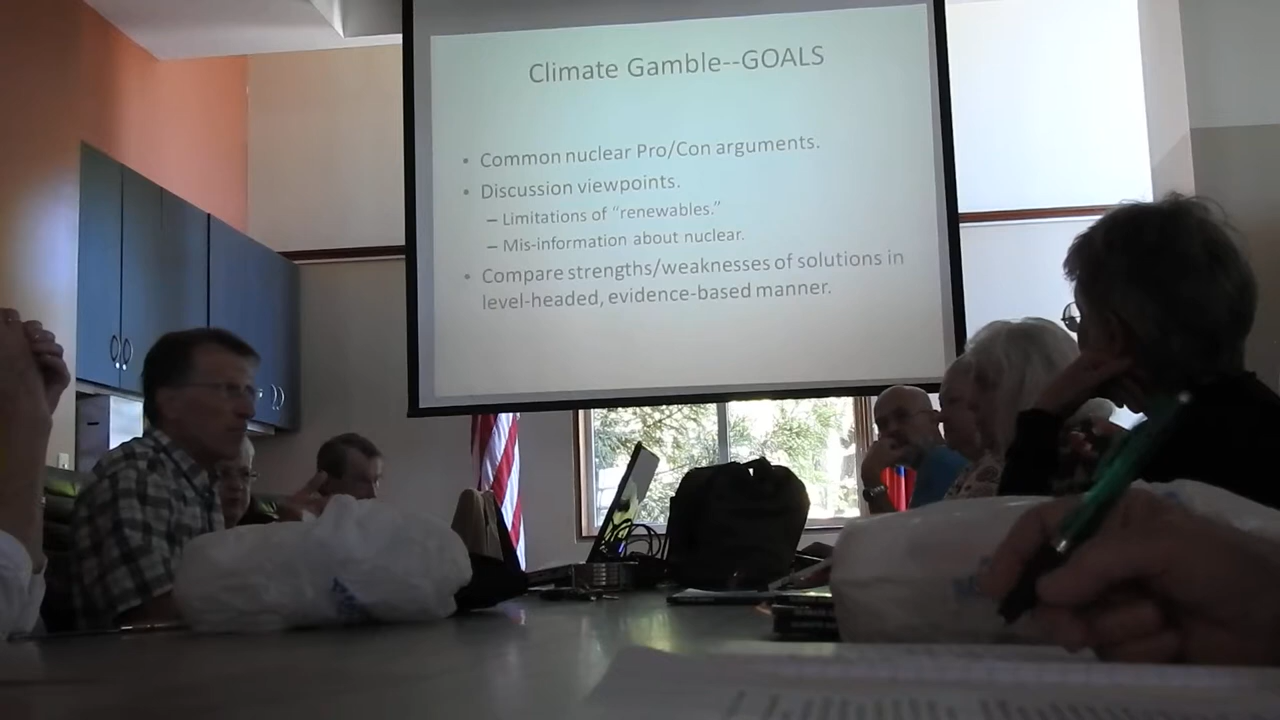 Climate Gamble--GOALS
• Common nuclear Pro/Con arguments.
• Discussion viewpoints.
– Limitations of “renewables.”
– Mis-information about nuclear.
• Compare strengths/weaknesses of solutions in
level-headed, evidence-based manner.